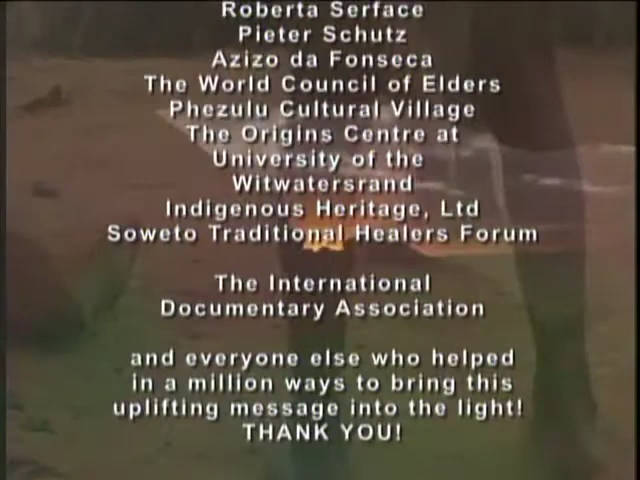 Roberta Serface
Pieter Schutz
Azizo da Fonseca
The World Council of Elders
Phezulu Cultural Village
The Origins Centre at
University of the
Witwatersrand
Indigenous Heritage, Ltd
Soweto Traditional Healers Forum
The International
Documentary Association
and everyone else who helped
in a million ways to bring this
uplifting message into the light!
THANK YOU!